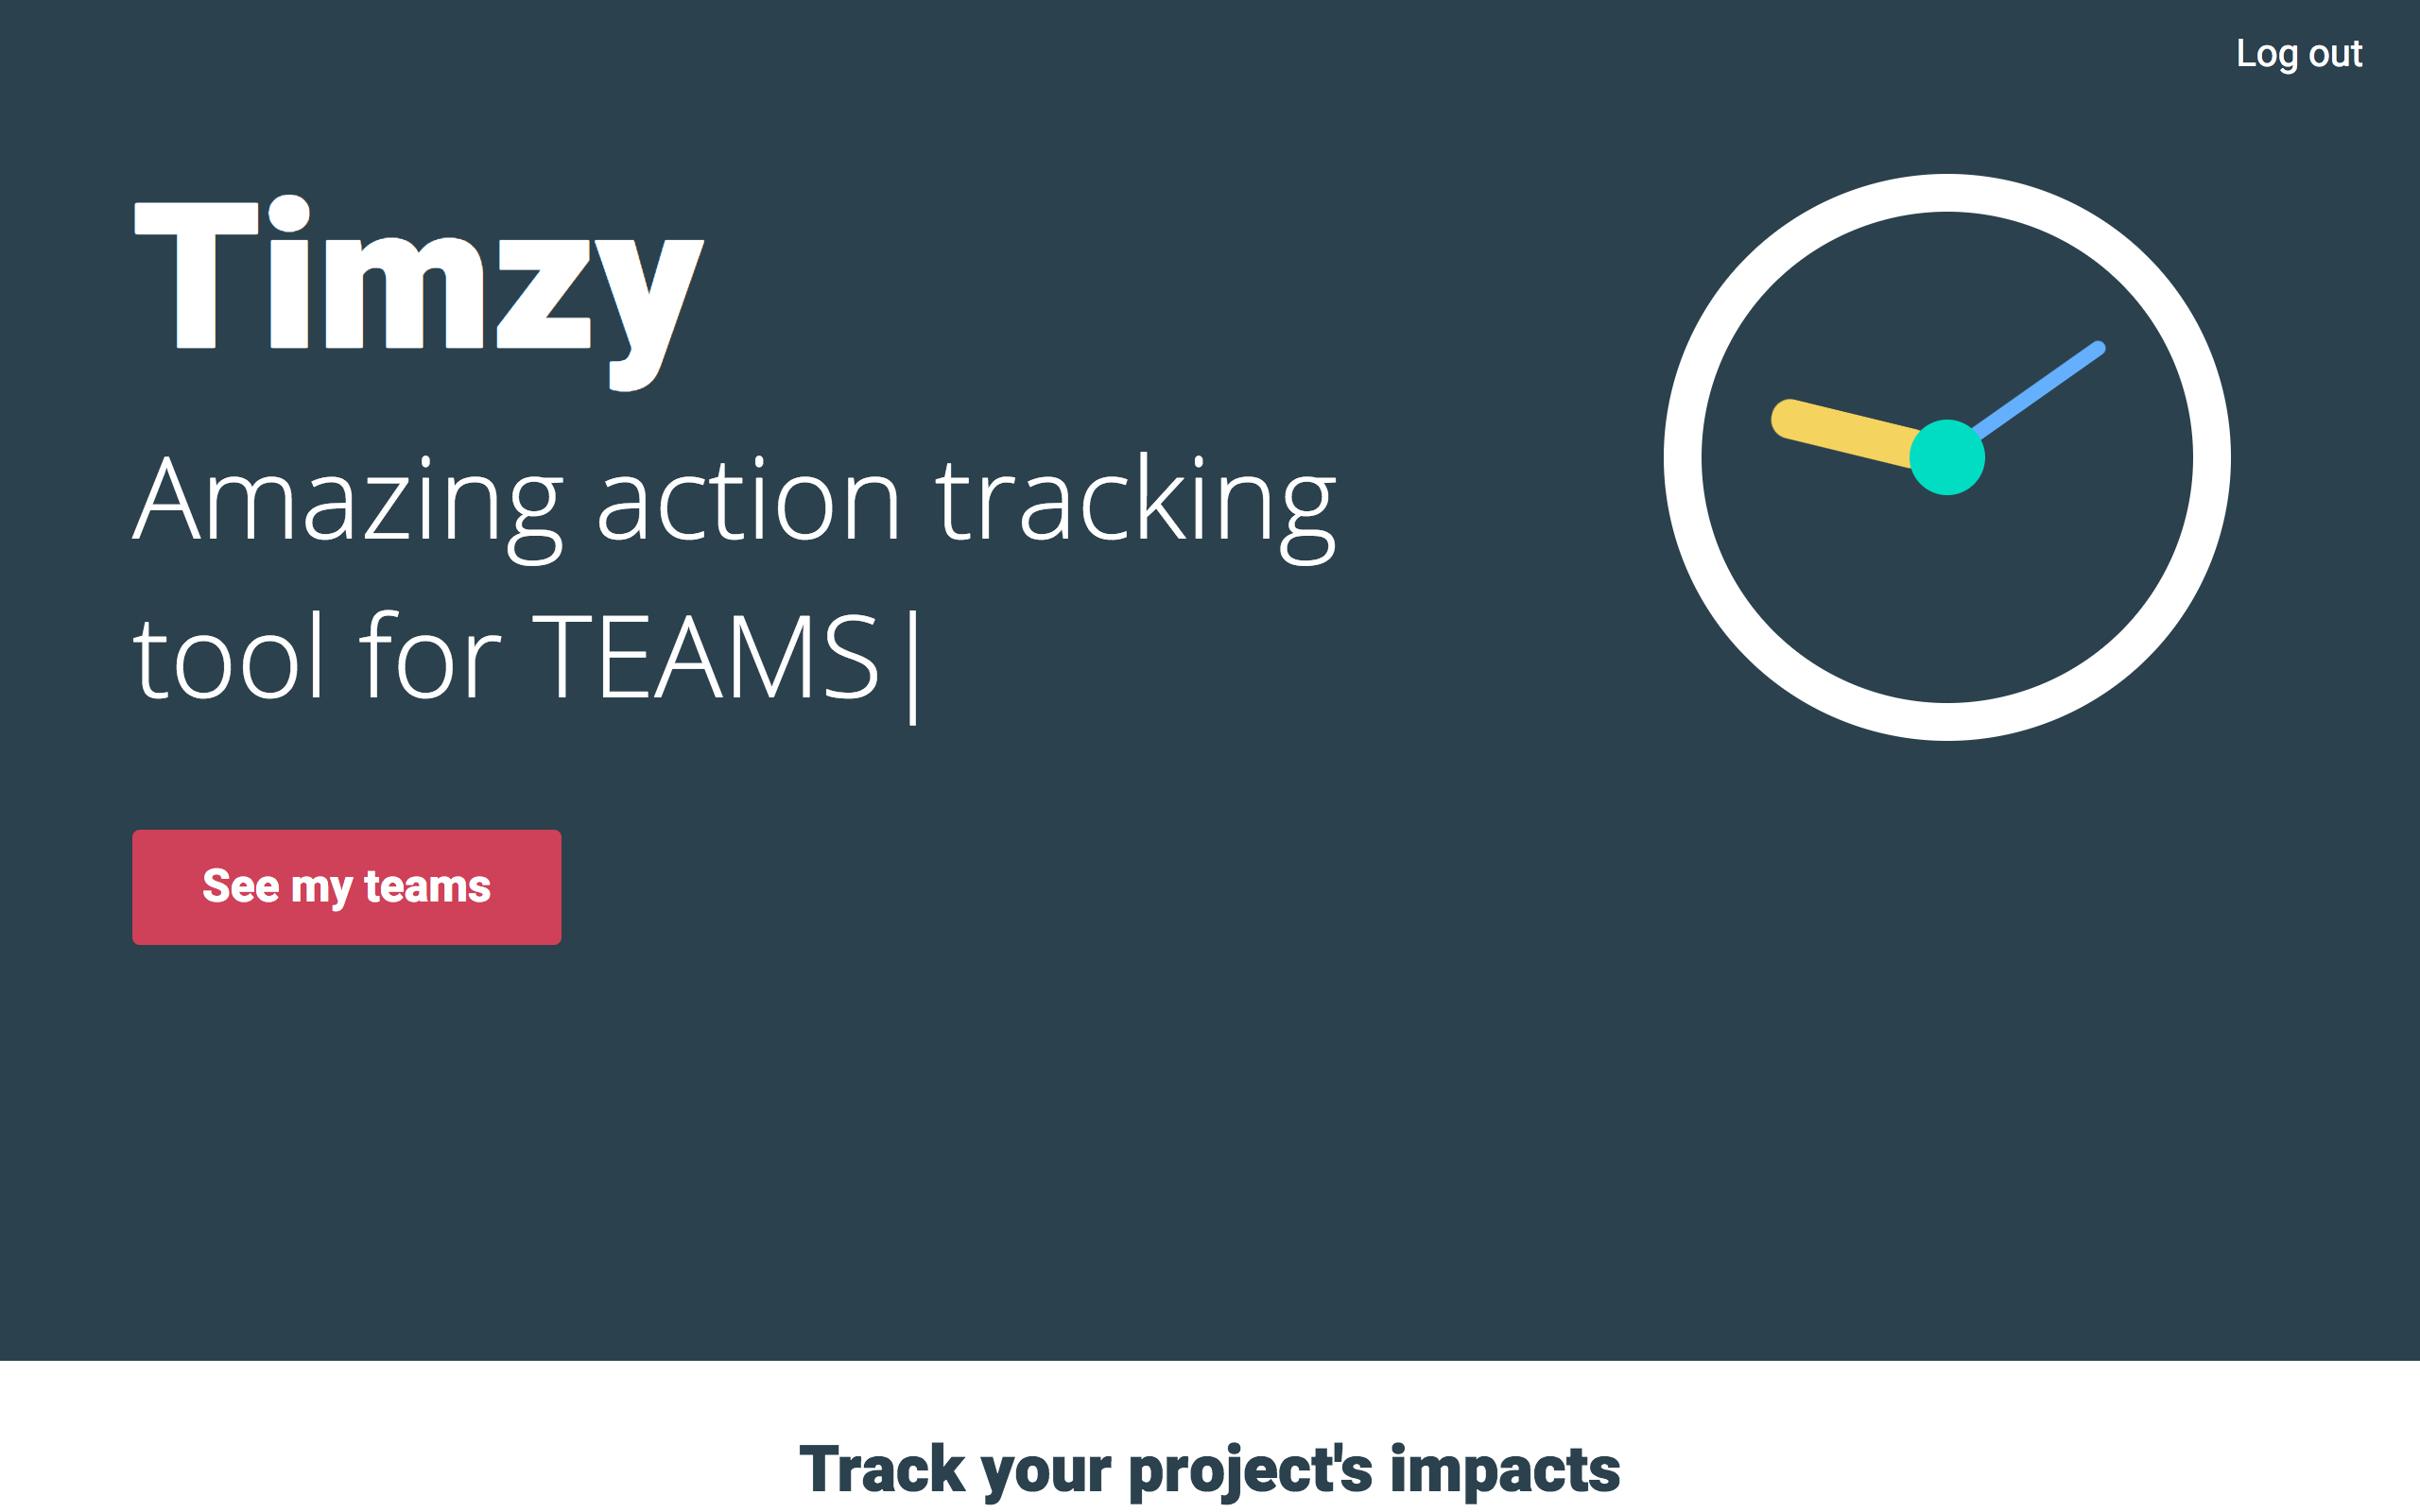 Log out
Timzy
Amazing action tracking
tool for TEAMS|
See my teams
Track your project's impacts